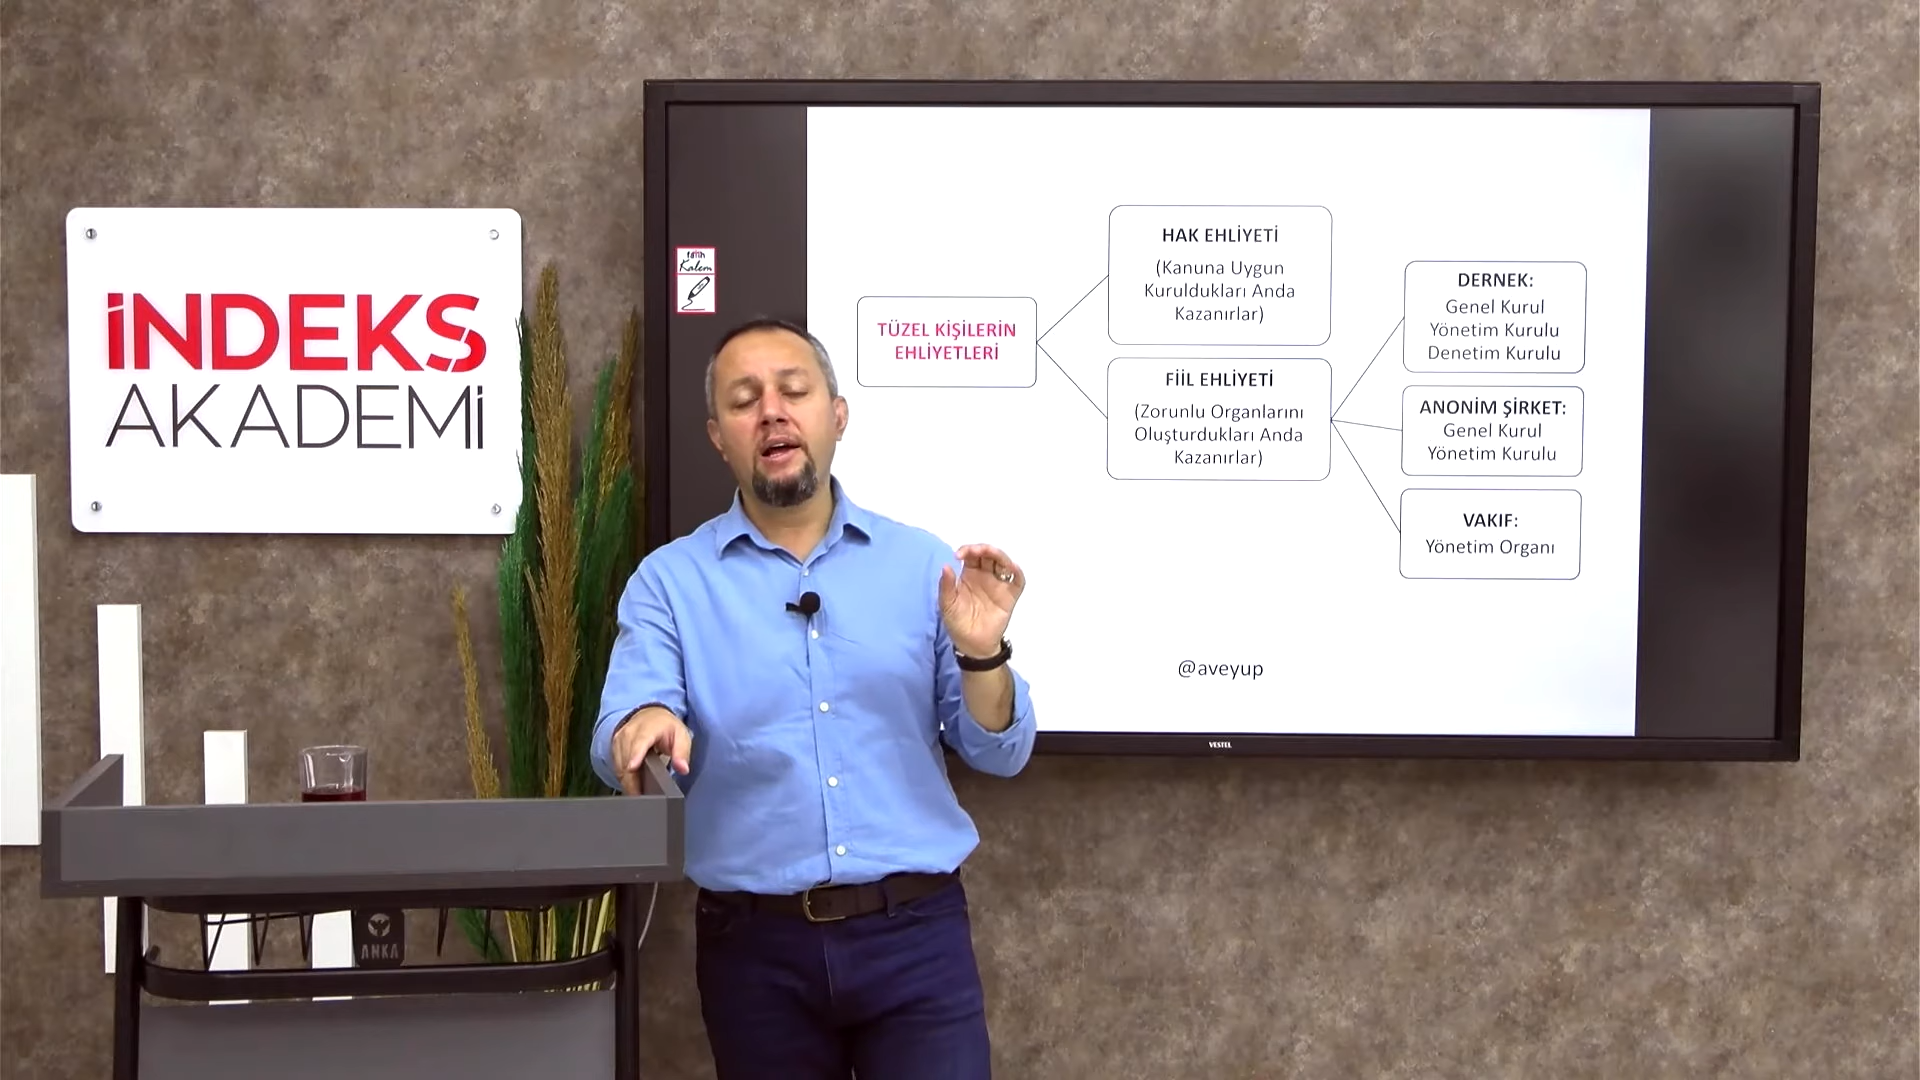 İNDEKS
AKADEMİ
fatih
Kalem
TÜZEL KİŞİLERİN
EHLİYETLERİ
HAK EHLİYETİ
(Kanuna Uygun
Kuruldukları Anda
Kazanırlar)
FİİL EHLİYETİ
(Zorunlu Organlarını
Oluşturdukları Anda
Kazanırlar)
DERNEK:
Genel Kurul
Yönetim Kurulu
Denetim Kurulu
ANONİM ŞİRKET:
Genel Kurul
Yönetim Kurulu
VAKIF:
Yönetim Organı
@aveyup
VESTEL
ANKA